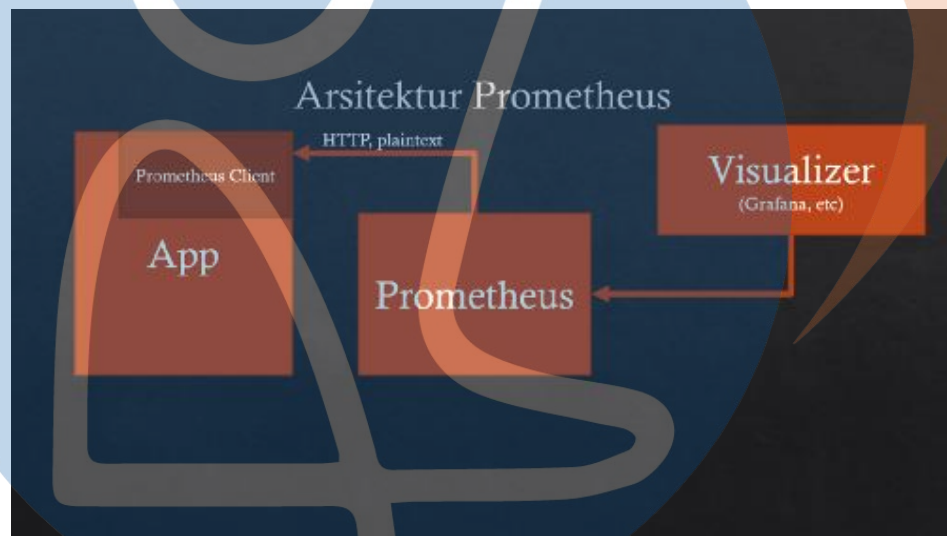 Arsitektur Prometheus
HTTP, plaintext
Prometheus Client
App
Prometheus
Visualizer
(Grafana, etc)